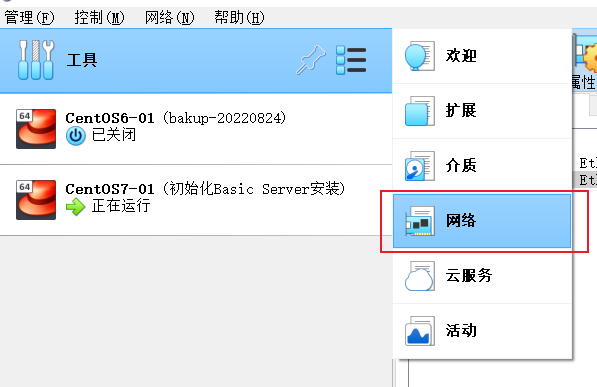 管理(F) 控制(M) 网络(N) 帮助(H)
工具
欢迎
属性
扩展
64
CentOS6-01 (bakup-20220824)
已关闭
介质
Etl
Etl
64
CentOS7-01 (初始化Basic Server安装)
正在运行
网络
云服务
活动